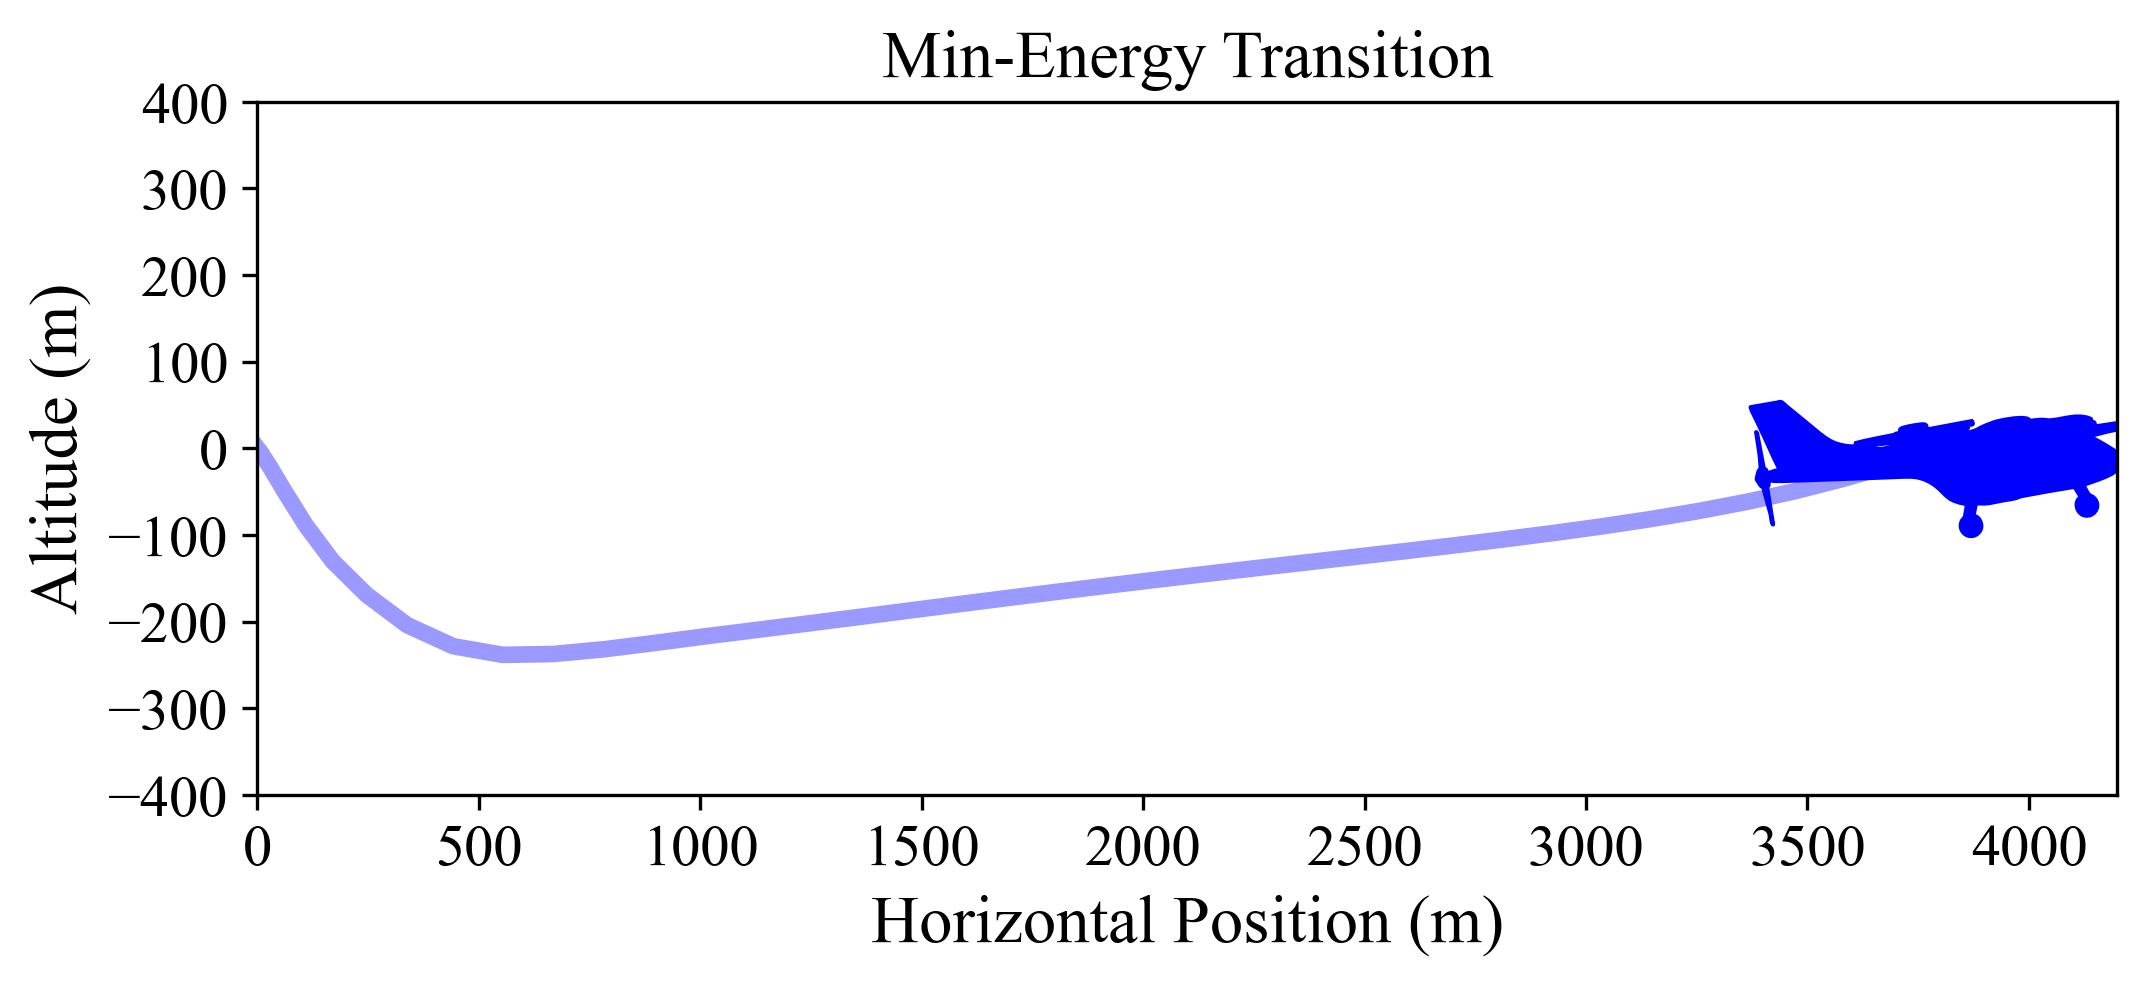 Min-Energy Transition
400
300
200
100
0
−100
−200
−300
−400
Altitude (m)
0 500 1000 1500 2000 2500 3000 3500 4000
Horizontal Position (m)